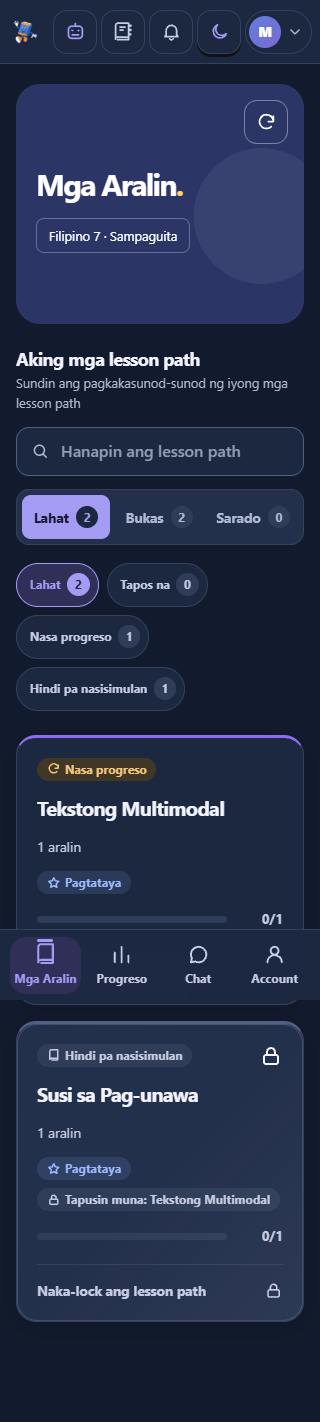 M
Mga Aralin.
Filipino 7 · Sampaguita
Aking mga lesson path
Sundin ang pagkakasunod-sunod ng iyong mga
lesson path
Hanapin ang lesson path
Lahat 2 Bukas 2 Sarado 0
Lahat 2 Tapos na 0
Nasa progreso 1
Hindi pa nasisimulan 1
Nasa progreso
Tekstong Multimodal
1 aralin
Pagtataya
0/1
Mga Aralin Progreso Chat Account
Hindi pa nasisimulan
Susi sa Pag-unawa
1 aralin
Pagtataya
Tapusin muna: Tekstong Multimodal
0/1
Naka-lock ang lesson path